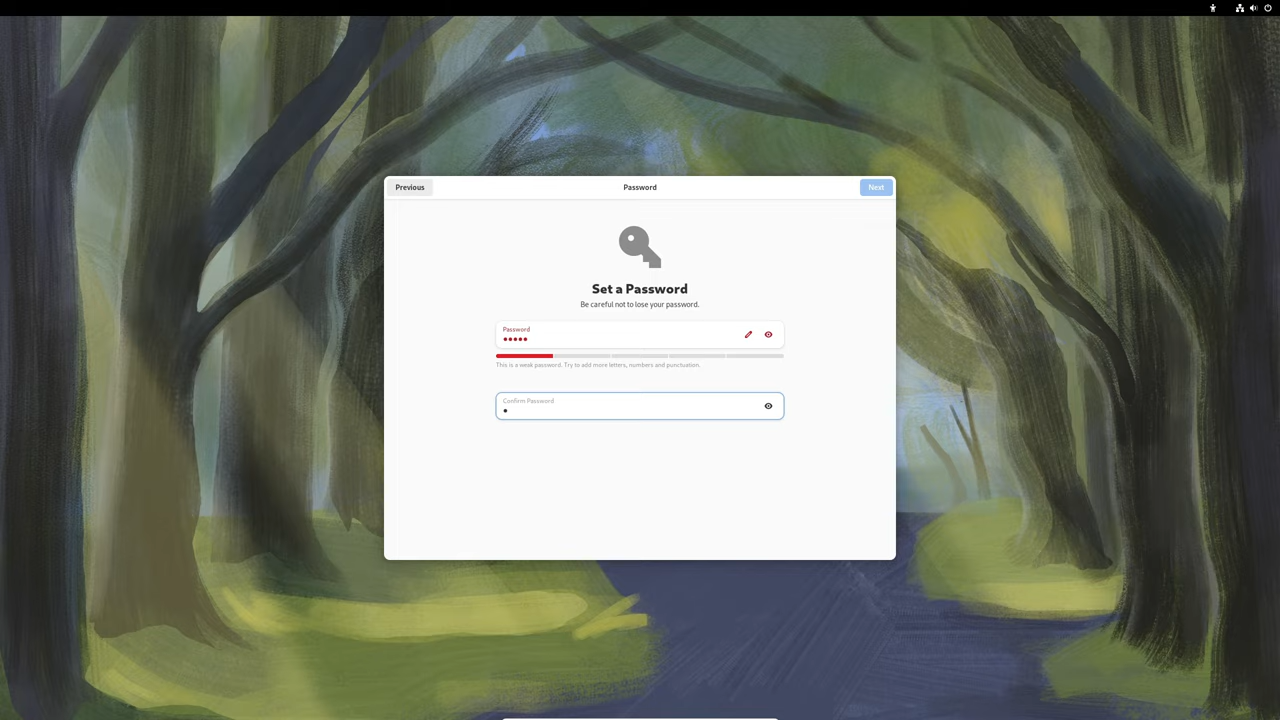 Previous
Password
Next
Set a Password
Be careful not to lose your password.
Password
●●●●●
This is a weak password. Try to add more letters, numbers and punctuation.
Confirm Password
●